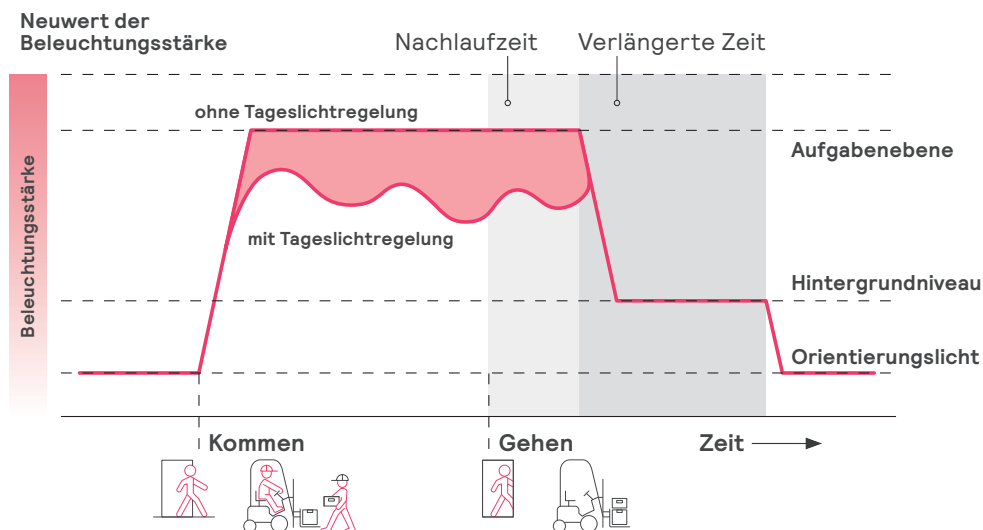 Neuwert der
Beleuchtungsstärke
Nachlaufzeit
Verlängerte Zeit
ohne Tageslichtregelung
Aufgabenebene
mit Tageslichtregelung
Hintergrundniveau
Beleuchtungsstärke
Orientierungslicht
Kommen
Gehen
Zeit